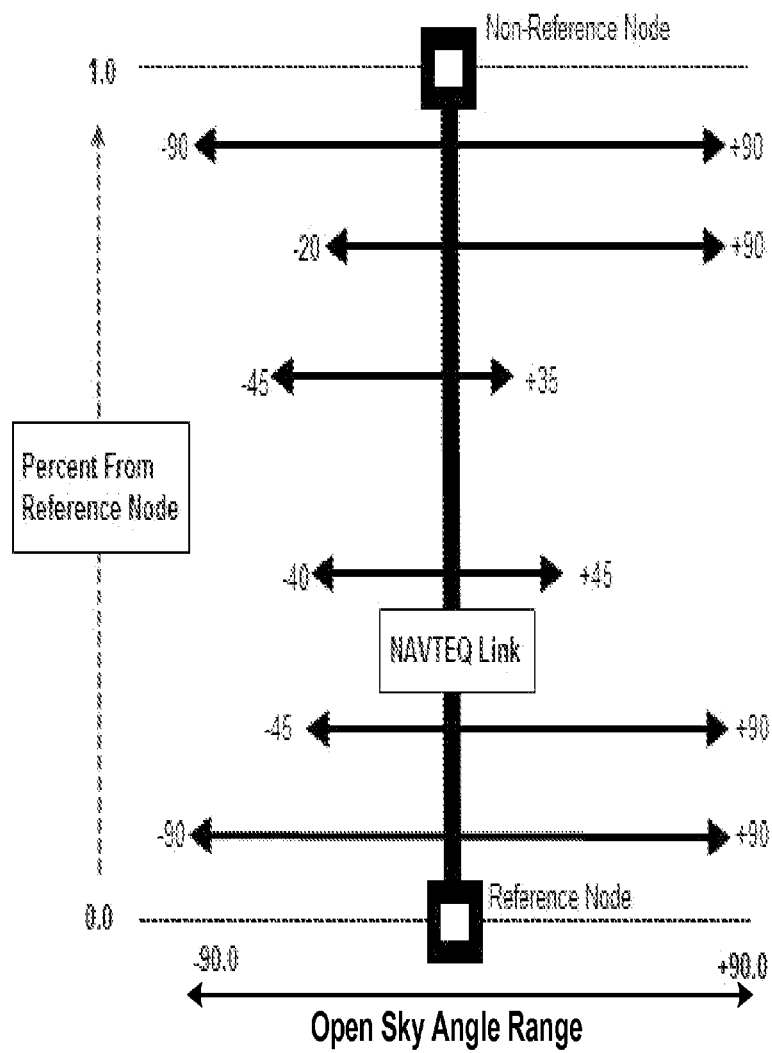 Non-Reference Node
1.0
-90 +90
-20 +90
-45 +35
Percent From
Reference Node
-40 +45
NAVTEQ Link
-45 +90
-90 +90
Reference Node
0.0
-90.0 +90.0
Open Sky Angle Range